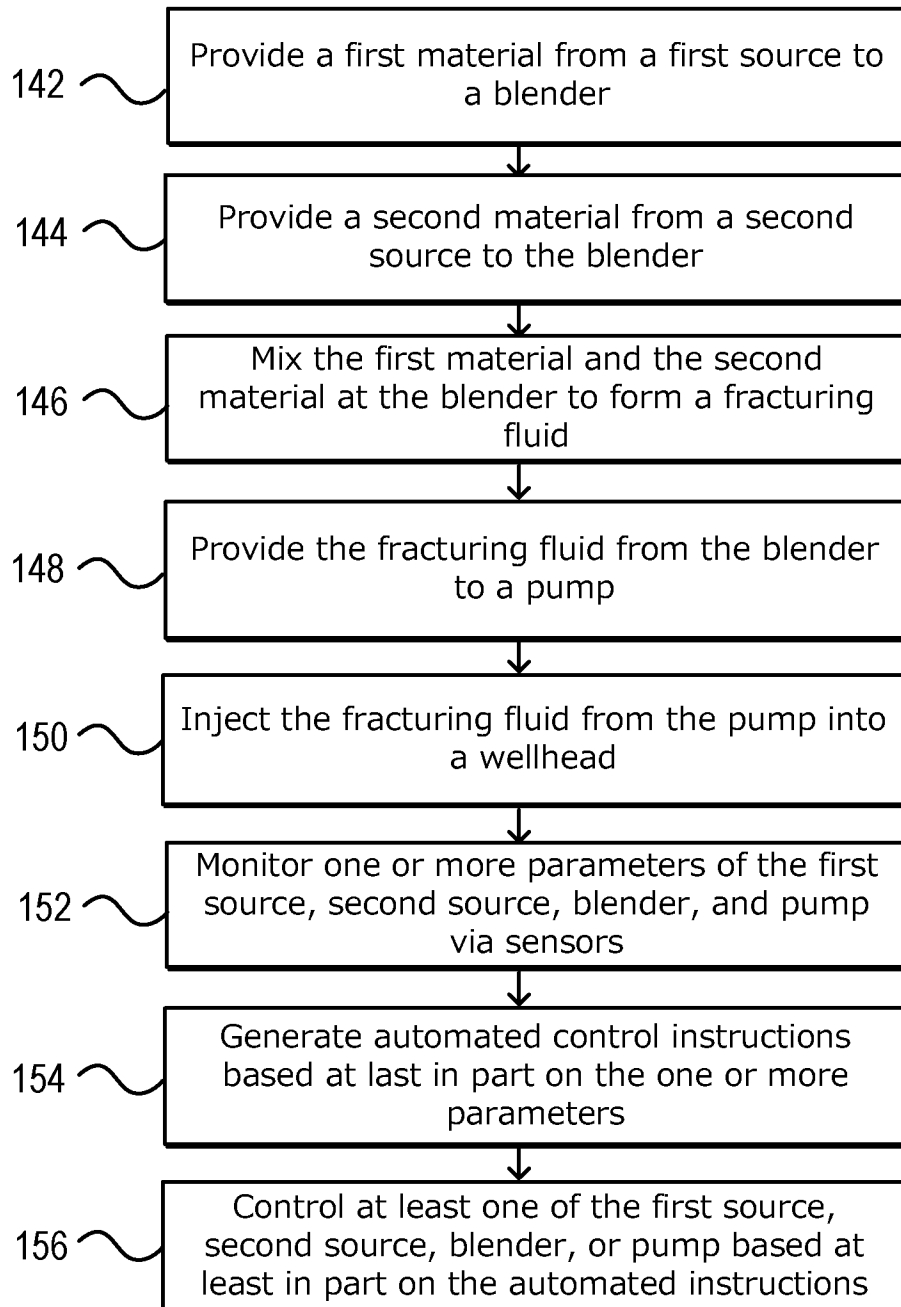 142
Provide a first material from a first source to
a blender
144
Provide a second material from a second
source to the blender
146
Mix the first material and the second
material at the blender to form a fracturing
fluid
148
Provide the fracturing fluid from the blender
to a pump
150
Inject the fracturing fluid from the pump into
a wellhead
152
Monitor one or more parameters of the first
source, second source, blender, and pump
via sensors
154
Generate automated control instructions
based at last in part on the one or more
parameters
156
Control at least one of the first source,
second source, blender, or pump based at
least in part on the automated instructions